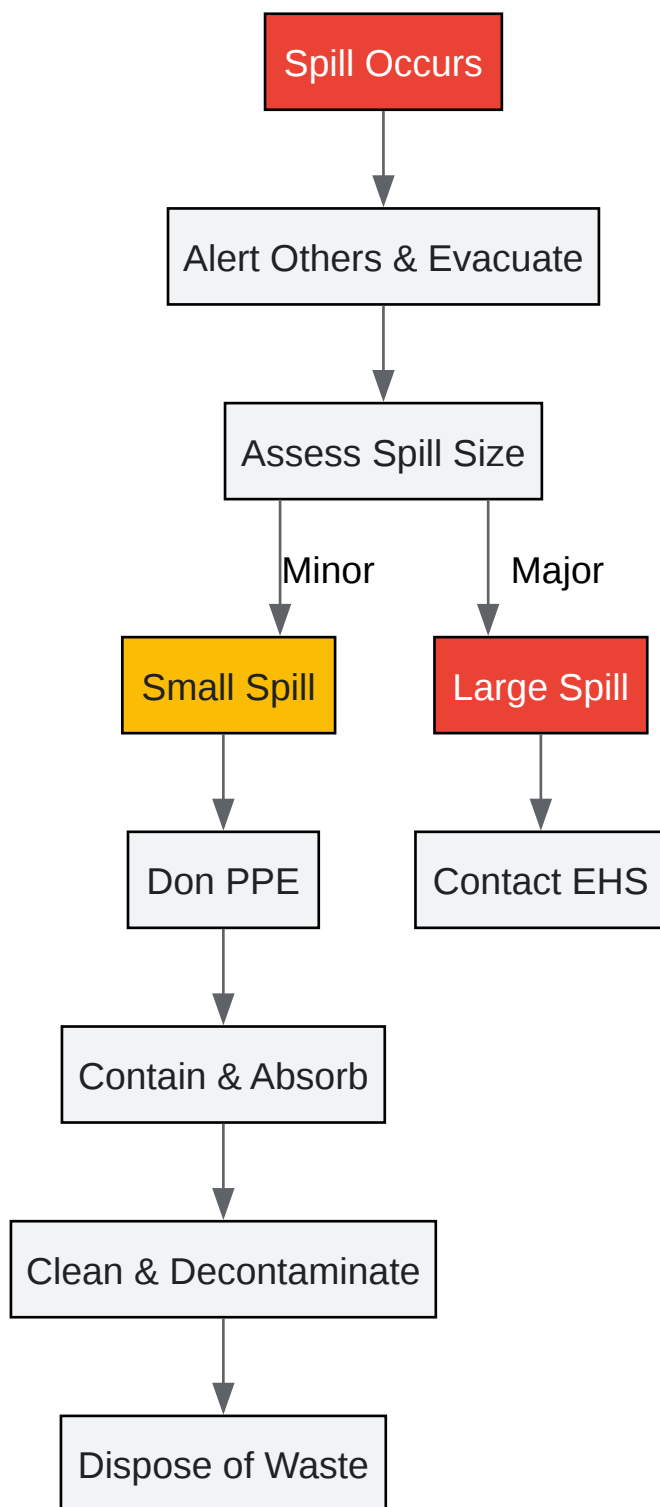 Spill Occurs
Alert Others & Evacuate
Assess Spill Size
Minor
Major
Small Spill
Large Spill
Don PPE
Contact EHS
Contain & Absorb
Clean & Decontaminate
Dispose of Waste